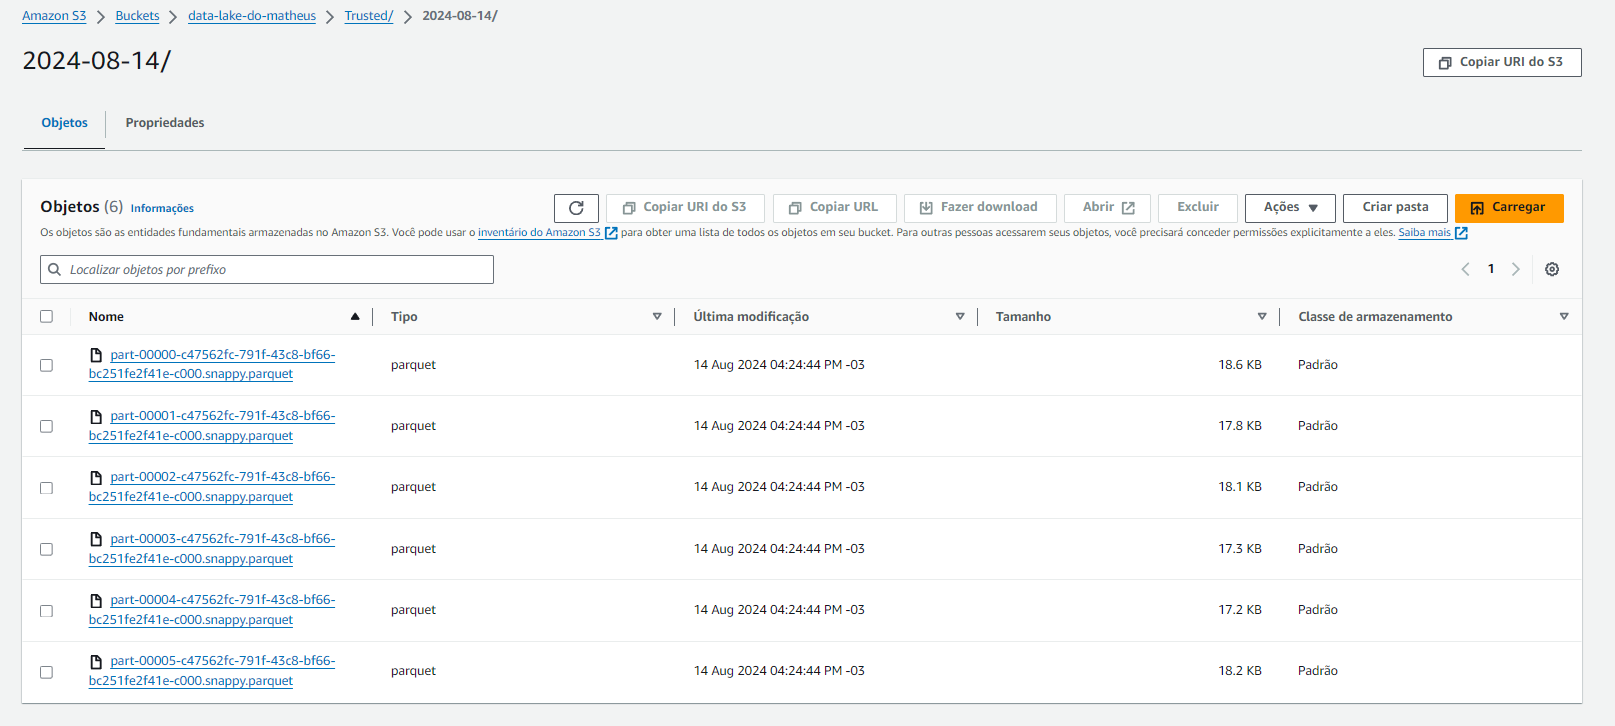 Amazon S3 > Buckets > data-lake-do-matheus > Trusted/ > 2024-08-14/
2024-08-14/
Copiar URI do S3
Objetos Propriedades
Objetos (6) Informações
Copiar URI do S3 Copiar URL Fazer download Abrir Excluir Ações Criar pasta Carregar
Os objetos são as entidades fundamentais armazenadas no Amazon S3. Você pode usar o inventário do Amazon S3 para obter uma lista de todos os objetos em seu bucket. Para outras pessoas acessarem seus objetos, você precisará conceder permissões explicitamente a eles. Saiba mais
Localizar objetos por prefixo
1
Nome Tipo Última modificação Tamanho Classe de armazenamento
part-00000-c47562fc-791f-43c8-bf66-
bc251fe2f41e-c000.snappy.parquet
parquet 14 Aug 2024 04:24:44 PM -03 18.6 KB Padrão
part-00001-c47562fc-791f-43c8-bf66-
bc251fe2f41e-c000.snappy.parquet
parquet 14 Aug 2024 04:24:44 PM -03 17.8 KB Padrão
part-00002-c47562fc-791f-43c8-bf66-
bc251fe2f41e-c000.snappy.parquet
parquet 14 Aug 2024 04:24:44 PM -03 18.1 KB Padrão
part-00003-c47562fc-791f-43c8-bf66-
bc251fe2f41e-c000.snappy.parquet
parquet 14 Aug 2024 04:24:44 PM -03 17.3 KB Padrão
part-00004-c47562fc-791f-43c8-bf66-
bc251fe2f41e-c000.snappy.parquet
parquet 14 Aug 2024 04:24:44 PM -03 17.2 KB Padrão
part-00005-c47562fc-791f-43c8-bf66-
bc251fe2f41e-c000.snappy.parquet
parquet 14 Aug 2024 04:24:44 PM -03 18.2 KB Padrão